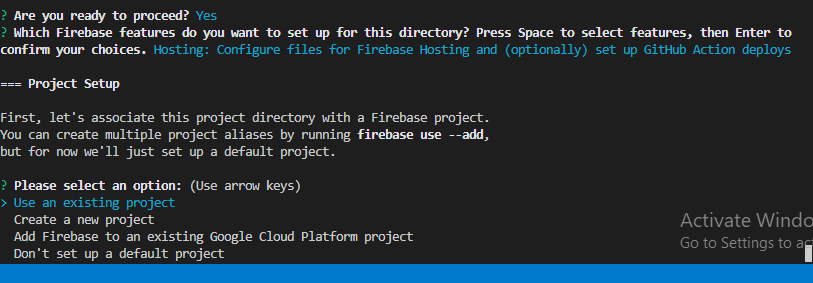 ? Are you ready to proceed? Yes
? Which Firebase features do you want to set up for this directory? Press Space to select features, then Enter to
confirm your choices. Hosting: Configure files for Firebase Hosting and (optionally) set up GitHub Action deploys
=== Project Setup
First, let's associate this project directory with a Firebase project.
You can create multiple project aliases by running firebase use --add,
but for now we'll just set up a default project.
? Please select an option: (Use arrow keys)
> Use an existing project
Create a new project
Add Firebase to an existing Google Cloud Platform project
Don't set up a default project
Activate Windo
Go to Settings to ac